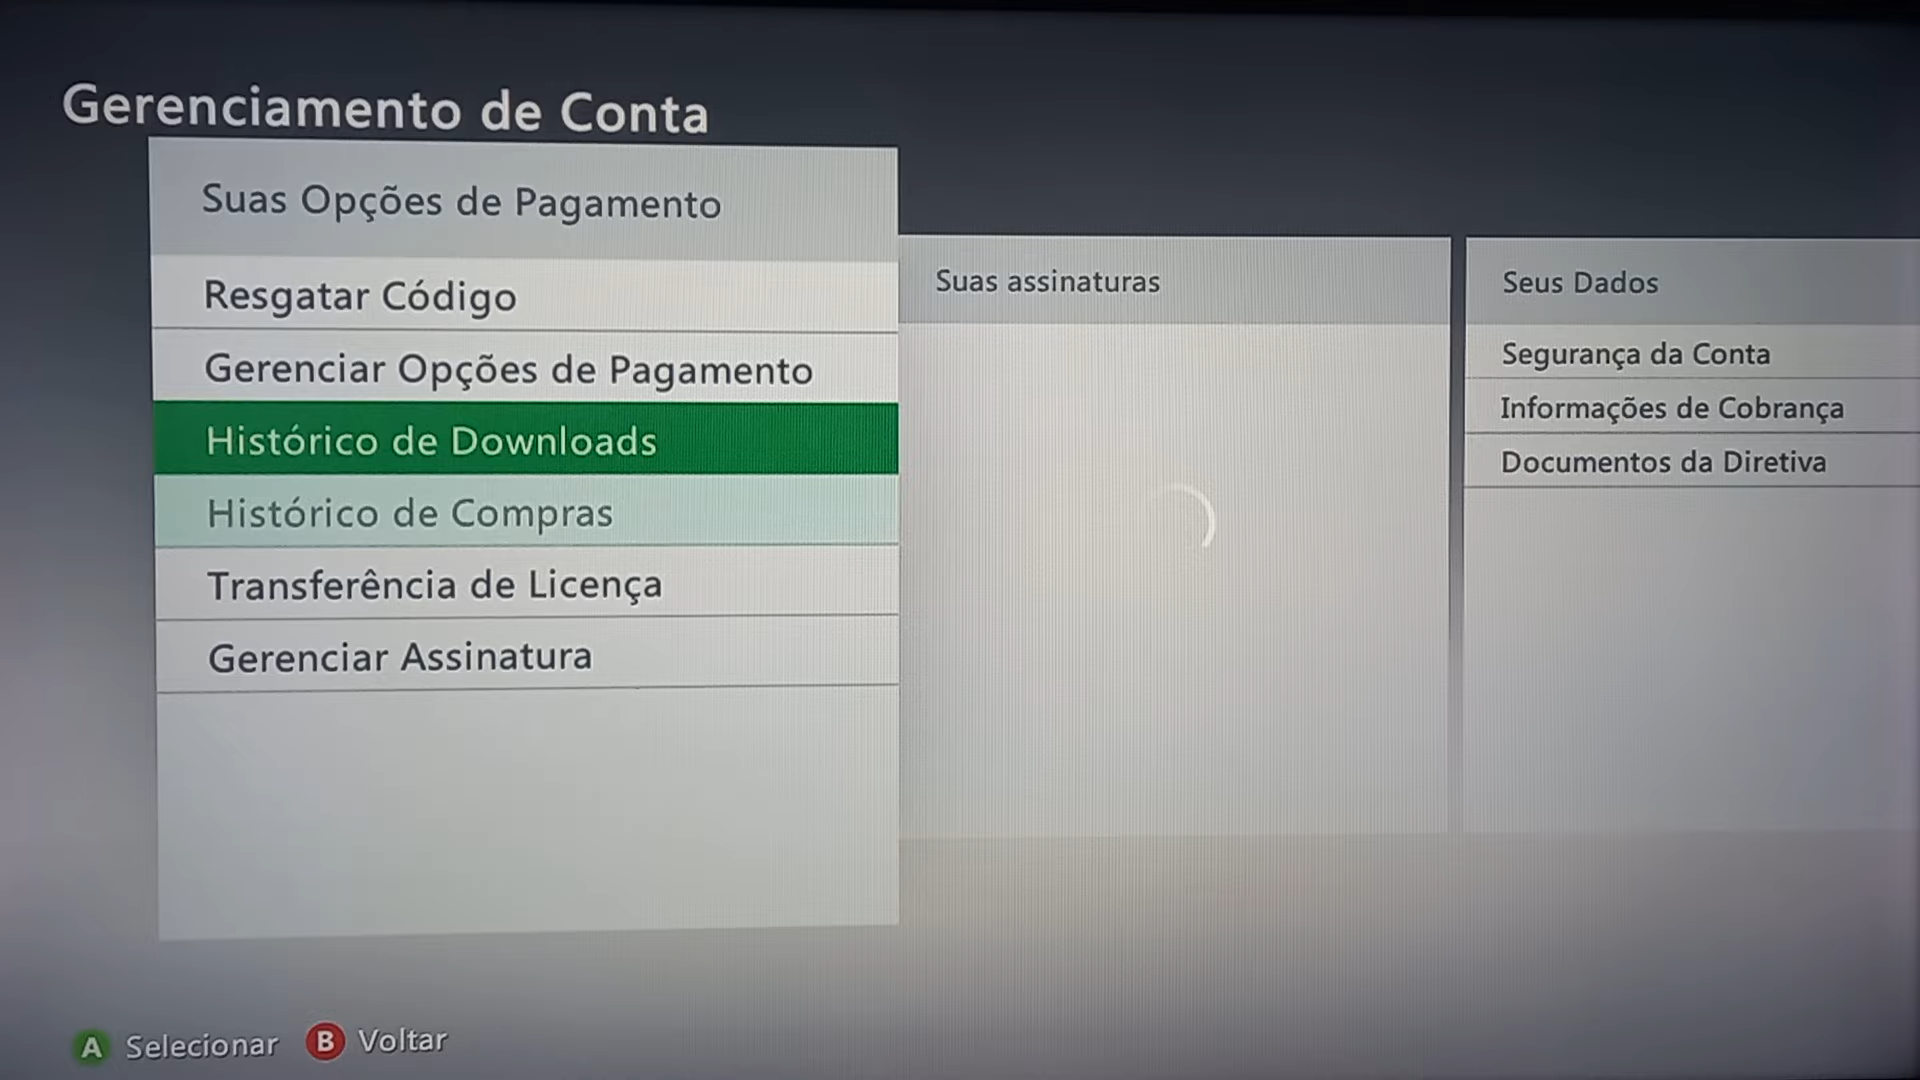 Gerenciamento de Conta
Suas Opções de Pagamento
Resgatar Código
Gerenciar Opções de Pagamento
Histórico de Downloads
Histórico de Compras
Transferência de Licença
Gerenciar Assinatura
Suas assinaturas
Seus Dados
Segurança da Conta
Informações de Cobrança
Documentos da Diretiva
A Selecionar B Voltar